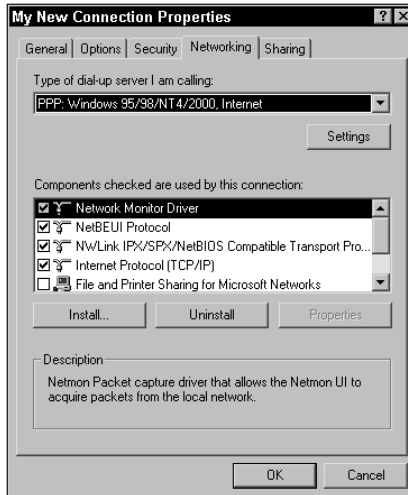 My New Connection Properties
General Options Security Networking Sharing
Type of dial-up server I am calling:
PPP: Windows 95/98/NT4/2000, Internet
Settings
Components checked are used by this connection:
Network Monitor Driver
NetBEUI Protocol
NWLink IPX/SPX/NetBIOS Compatible Transport Pro...
Internet Protocol (TCP/IP)
File and Printer Sharing for Microsoft Networks
Install... Uninstall Properties
Description
Netmon Packet capture driver that allows the Netmon UI to
acquire packets from the local network.
OK Cancel